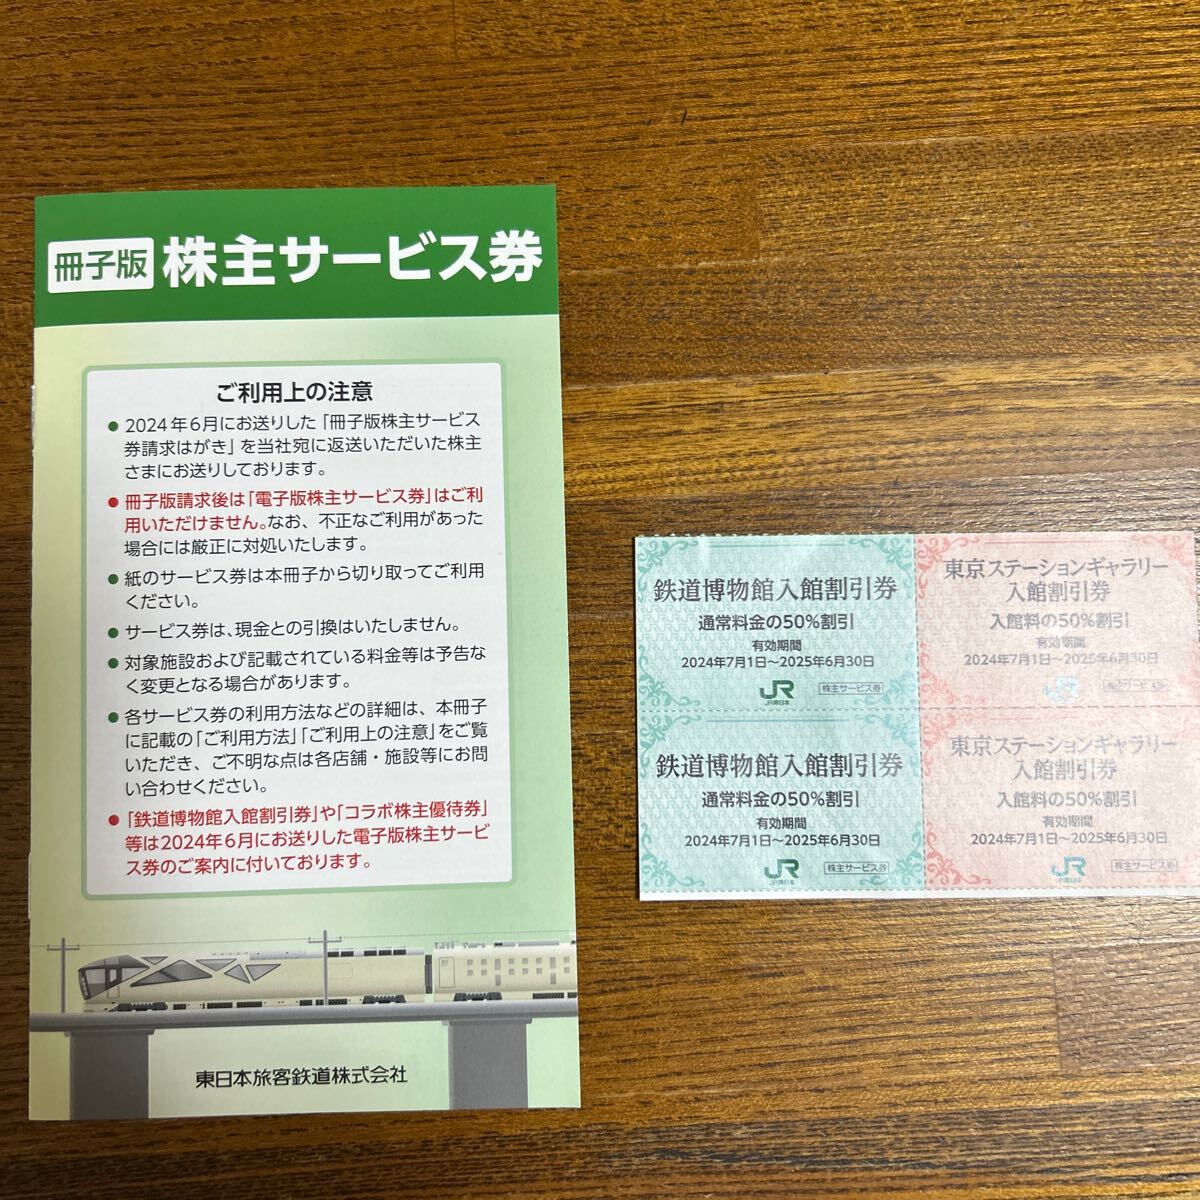 冊子版 株主サービス券
ご利用上の注意
● 2024年6月にお送りした「冊子版株主サービス
券請求はがき」を当社宛に返送いただいた株主
さまにお送りしております。
● 冊子版請求後は「電子版株主サービス券」はご利
用いただけません。なお、不正なご利用があった
場合には厳正に対処いたします。
● 紙のサービス券は本冊子から切り取ってご利用
ください。
● サービス券は、現金との引換はいたしません。
● 対象施設および記載されている料金等は予告な
く変更となる場合があります。
● 各サービス券の利用方法などの詳細は、本冊子
に記載の「ご利用方法」「ご利用上の注意」をご覧
いただき、ご不明な点は各店舗・施設等にお問
い合わせください。
● 「鉄道博物館入館割引券」や「コラボ株主優待券」
等は2024年6月にお送りした電子版株主サービ
ス券のご案内に付いております。
東日本旅客鉄道株式会社
鉄道博物館入館割引券
通常料金の50%割引
有効期間
2024年7月1日～2025年6月30日
JR
JR東日本
株主サービス券
東京ステーションギャラリー
入館割引券
入館料の50%割引
有効期間
2024年7月1日～2025年6月30日
JR
株主サービス券
鉄道博物館入館割引券
通常料金の50%割引
有効期間
2024年7月1日～2025年6月30日
JR
JR東日本
株主サービス券
東京ステーションギャラリー
入館割引券
入館料の50%割引
有効期間
2024年7月1日～2025年6月30日
JR
JR東日本
株主サービス券